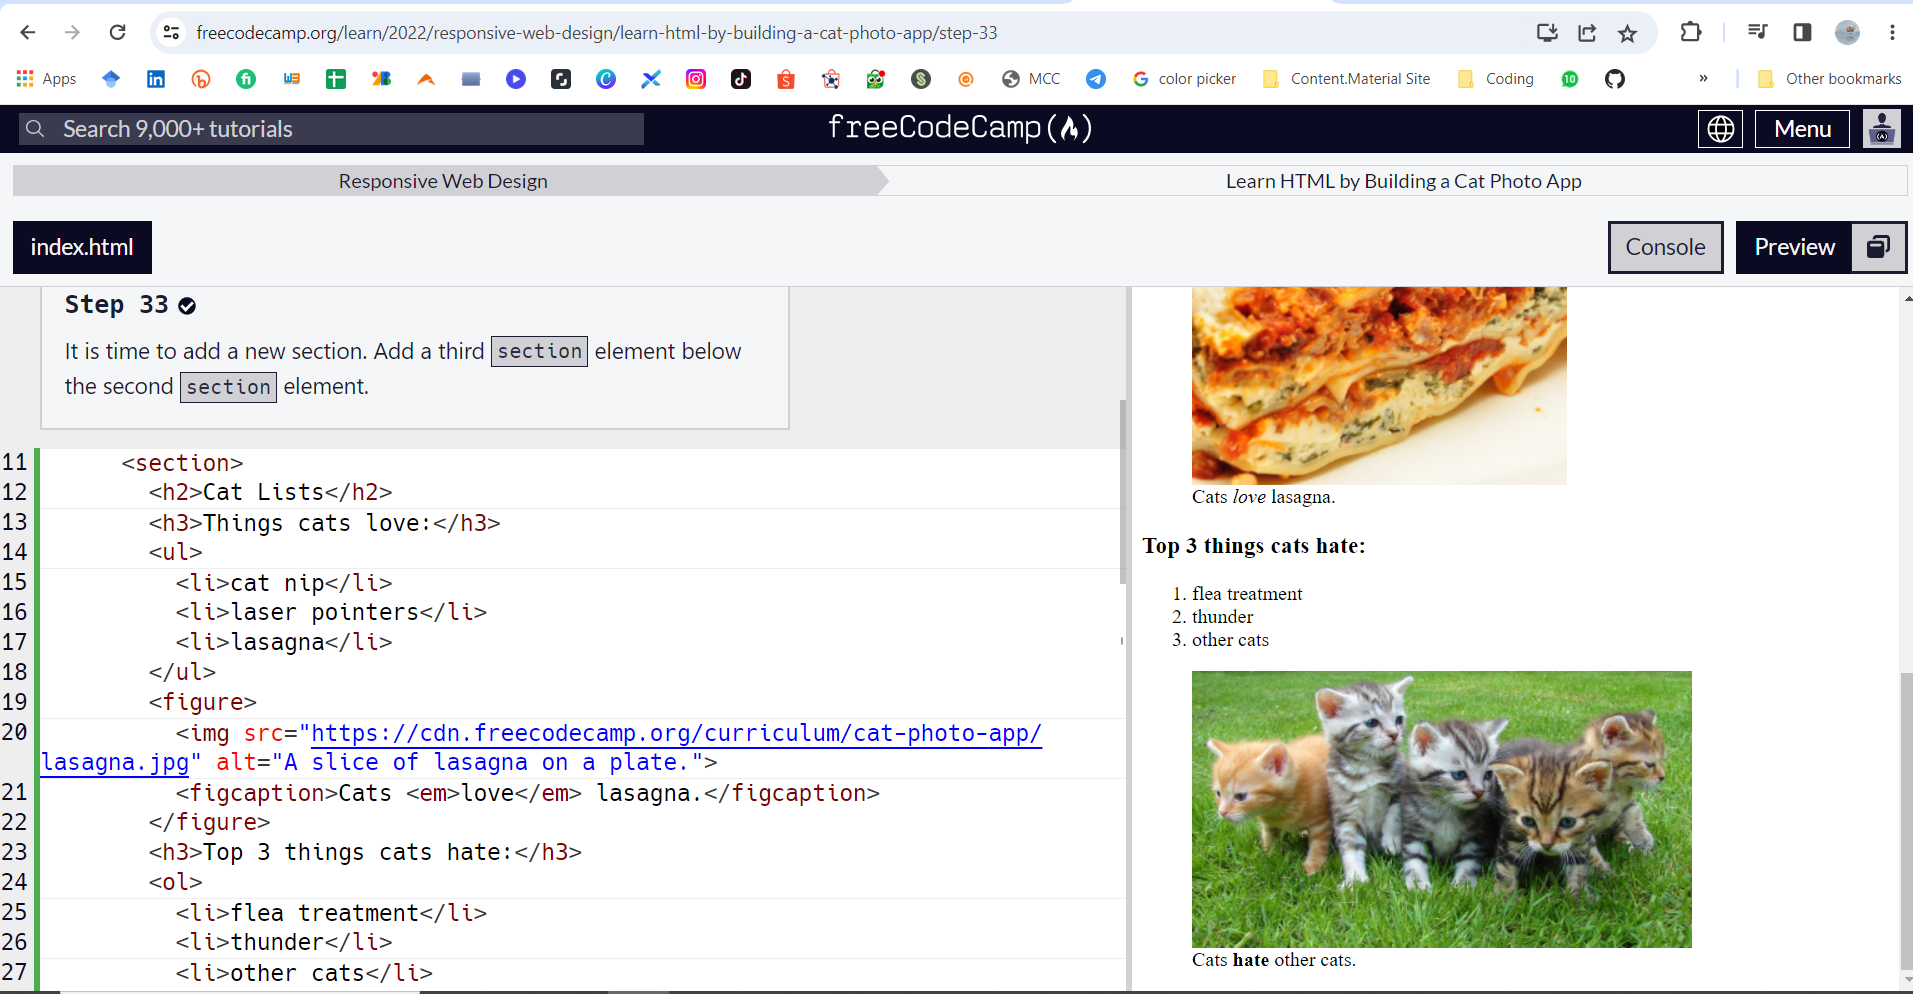 freecodecamp.org/learn/2022/responsive-web-design/learn-html-by-building-a-cat-photo-app/step-33
Apps
MCC
color picker
Content.Material Site
Coding
10
»
Other bookmarks
Search 9,000+ tutorials
freeCodeCamp
Menu
Responsive Web Design
Learn HTML by Building a Cat Photo App
index.html
Console
Preview
Step 33
It is time to add a new section. Add a third section element below
the second section element.
11 <section>
12 <h2>Cat Lists</h2>
13 <h3>Things cats love:</h3>
14 <ul>
15 <li>cat nip</li>
16 <li>laser pointers</li>
17 <li>lasagna</li>
18 </ul>
19 <figure>
20 <img src="https://cdn.freecodecamp.org/curriculum/cat-photo-app/
lasagna.jpg" alt="A slice of lasagna on a plate.">
21 <figcaption>Cats <em>love</em> lasagna.</figcaption>
22 </figure>
23 <h3>Top 3 things cats hate:</h3>
24 <ol>
25 <li>flea treatment</li>
26 <li>thunder</li>
27 <li>other cats</li>
Cats love lasagna.
Top 3 things cats hate:
1. flea treatment
2. thunder
3. other cats
Cats hate other cats.